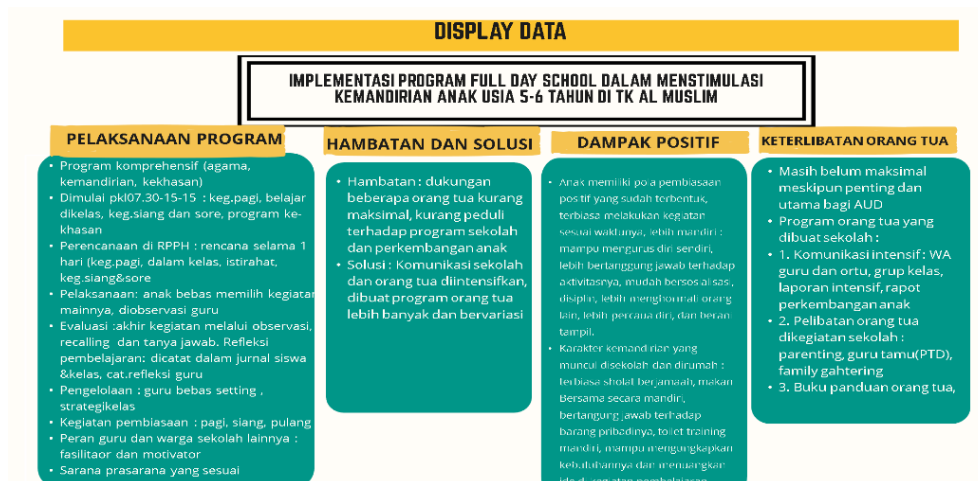 DISPLAY DATA
IMPLEMENTASI PROGRAM FULL DAY SCHOOL DALAM MENSTIMULASI
KEMANDIRIAN ANAK USIA 5-6 TAHUN DI TK AL MUSLIM
PELAKSANAAN PROGRAM
• Program komprehensif (agama,
kemandirian, kekhasan)
• Dimulai pkl07.30-15-15 : keg.pagi, belajar
dikelas, keg.siang dan sore, program ke-
khasan
• Perencanaan di RPPH : rencana selama 1
hari (keg.pagi, dalam kelas, istirahat,
keg.siang&sore
• Pelaksanaan: anak bebas memilih kegiatan
mainnya, diobservasi guru
• Evaluasi :akhir kegiatan melalui observasi,
recalling dan tanya jawab. Refleksi
pembelajaran: dicatat dalam jurnal siswa
&kelas, cat.refleksi guru
• Pengelolaan : guru bebas setting ,
strategikelas
• Kegiatan pembiasaan : pagi, siang, pulang
• Peran guru dan warga sekolah lainnya :
fasilitaor dan motivator
• Sarana prasarana yang sesuai
HAMBATAN DAN SOLUSI
• Hambatan : dukungan
beberapa orang tua kurang
maksimal, kurang peduli
terhadap program sekolah
dan perkembangan anak
• Solusi : Komunikasi sekolah
dan orang tua diintensifkan,
dibuat program orang tua
lebih banyak dan bervariasi
DAMPAK POSITIF
• Anak memiliki pola pembiasaan
positif yang sudah terbentuk,
terbiasa melakukan kegiatan
sesuai waktunya, lebih mandiri :
mampu mengurus diri sendiri,
lebih bertanggung jawab terhadap
aktivitasnya, mudah bersosialisasi,
disiplin, lebih menghormati orang
lain, lebih percaya diri, dan berani
tampil.
• Karakter kemandirian yang
muncul disekolah dan dirumah :
terbiasa sholat berjamaah, makan
Bersama secara mandiri,
bertangung jawab terhadap
barang pribadinya, toilet training
mandiri, mampu mengungkapkan
kebutuhannya dan menuangkan
ide di kegiatan pembelajaran
KETERLIBATAN ORANG TUA
• Masih belum maksimal
meskipun penting dan
utama bagi AUD
• Program orang tua yang
dibuat sekolah :
• 1. Komunikasi intensif : WA
guru dan ortu, grup kelas,
laporan intensif, rapot
perkembangan anak
• 2. Pelibatan orang tua
dikegiatan sekolah :
parenting, guru tamu(PTD),
family gahtering
• 3. Buku panduan orang tua,